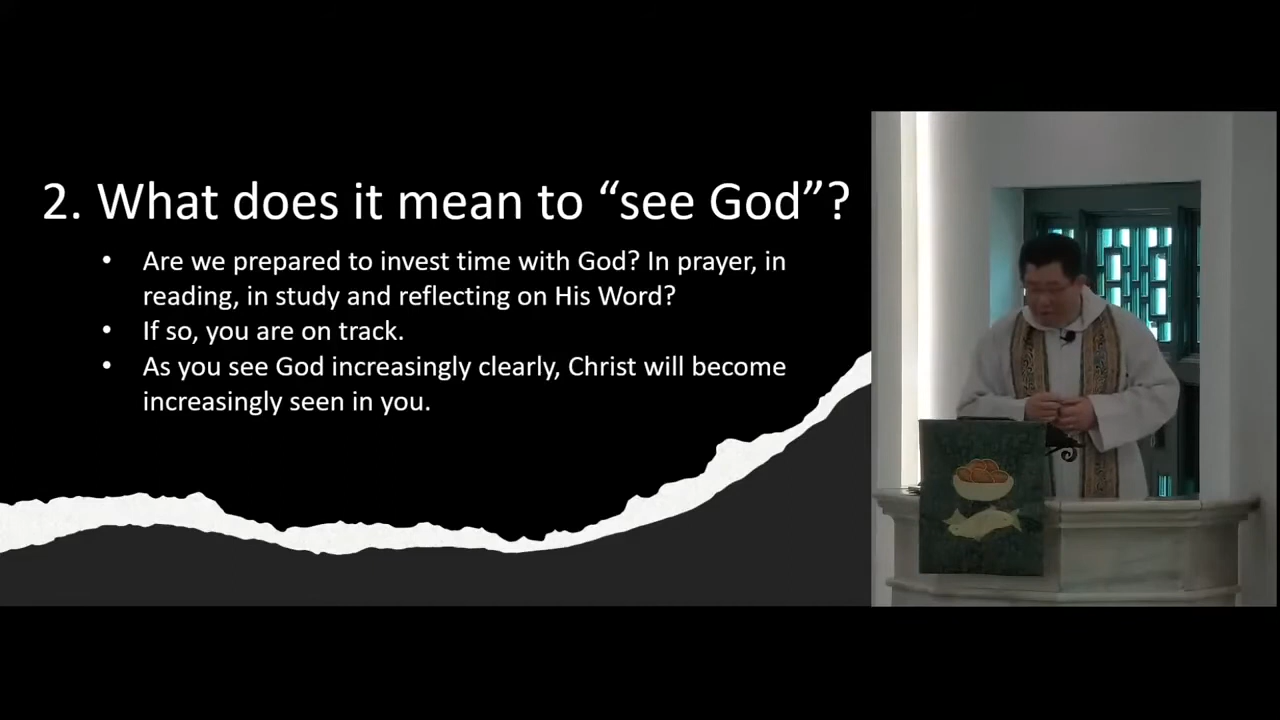 2. What does it mean to “see God”?
• Are we prepared to invest time with God? In prayer, in
reading, in study and reflecting on His Word?
• If so, you are on track.
• As you see God increasingly clearly, Christ will become
increasingly seen in you.